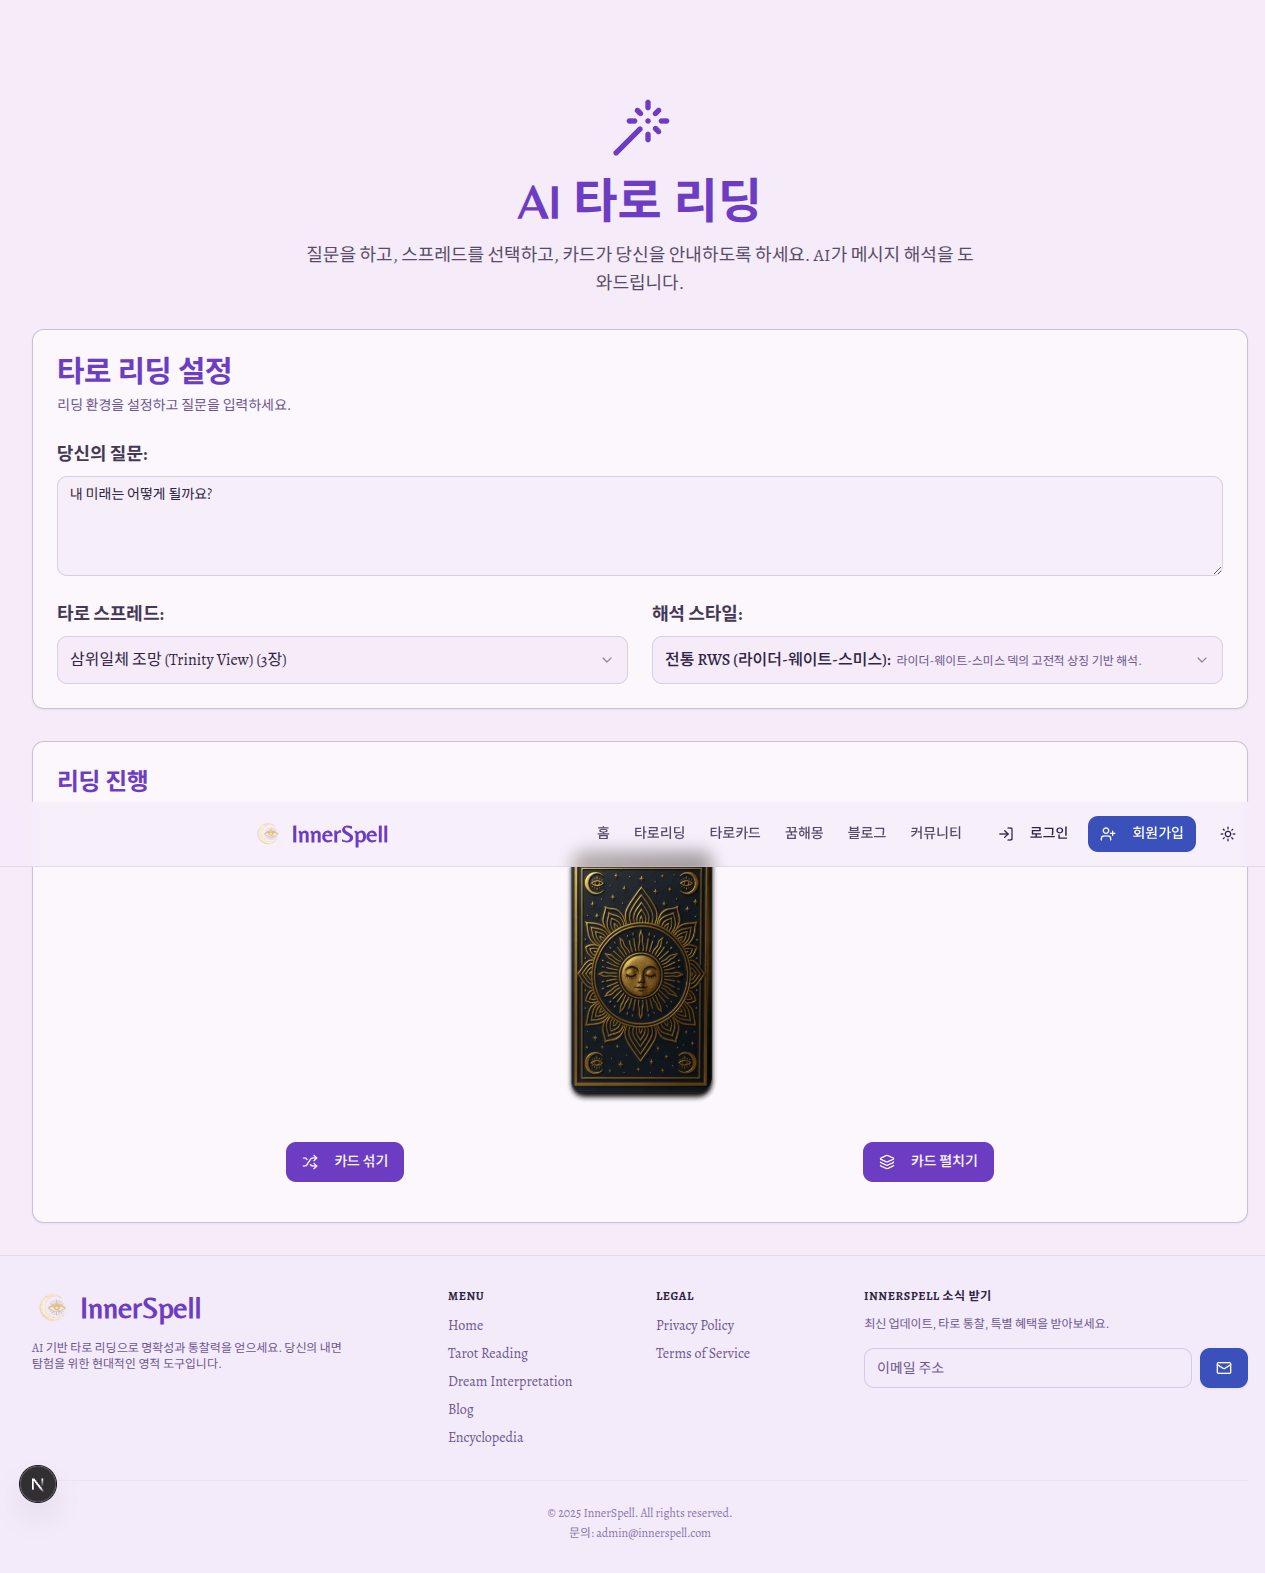 AI 타로 리딩
질문을 하고, 스프레드를 선택하고, 카드가 당신을 안내하도록 하세요. AI가 메시지 해석을 도
와드립니다.
타로 리딩 설정
리딩 환경을 설정하고 질문을 입력하세요.
당신의 질문:
내 미래는 어떻게 될까요?
타로 스프레드:
해석 스타일:
삼위일체 조망 (Trinity View) (3장)
전통 RWS (라이더-웨이트-스미스): 라이더-웨이트-스미스 덱의 고전적 상징 기반 해석.
리딩 진행
InnerSpell
홈 타로리딩 타로카드 꿈해몽 블로그 커뮤니티 로그인 회원가입
카드 섞기
카드 펼치기
InnerSpell
AI 기반 타로 리딩으로 명확성과 통찰력을 얻으세요. 당신의 내면
탐험을 위한 현대적인 영적 도구입니다.
MENU
Home
Tarot Reading
Dream Interpretation
Blog
Encyclopedia
LEGAL
Privacy Policy
Terms of Service
INNERSPELL 소식 받기
최신 업데이트, 타로 통찰, 특별 혜택을 받아보세요.
이메일 주소
N
© 2025 InnerSpell. All rights reserved.
문의: admin@innerspell.com